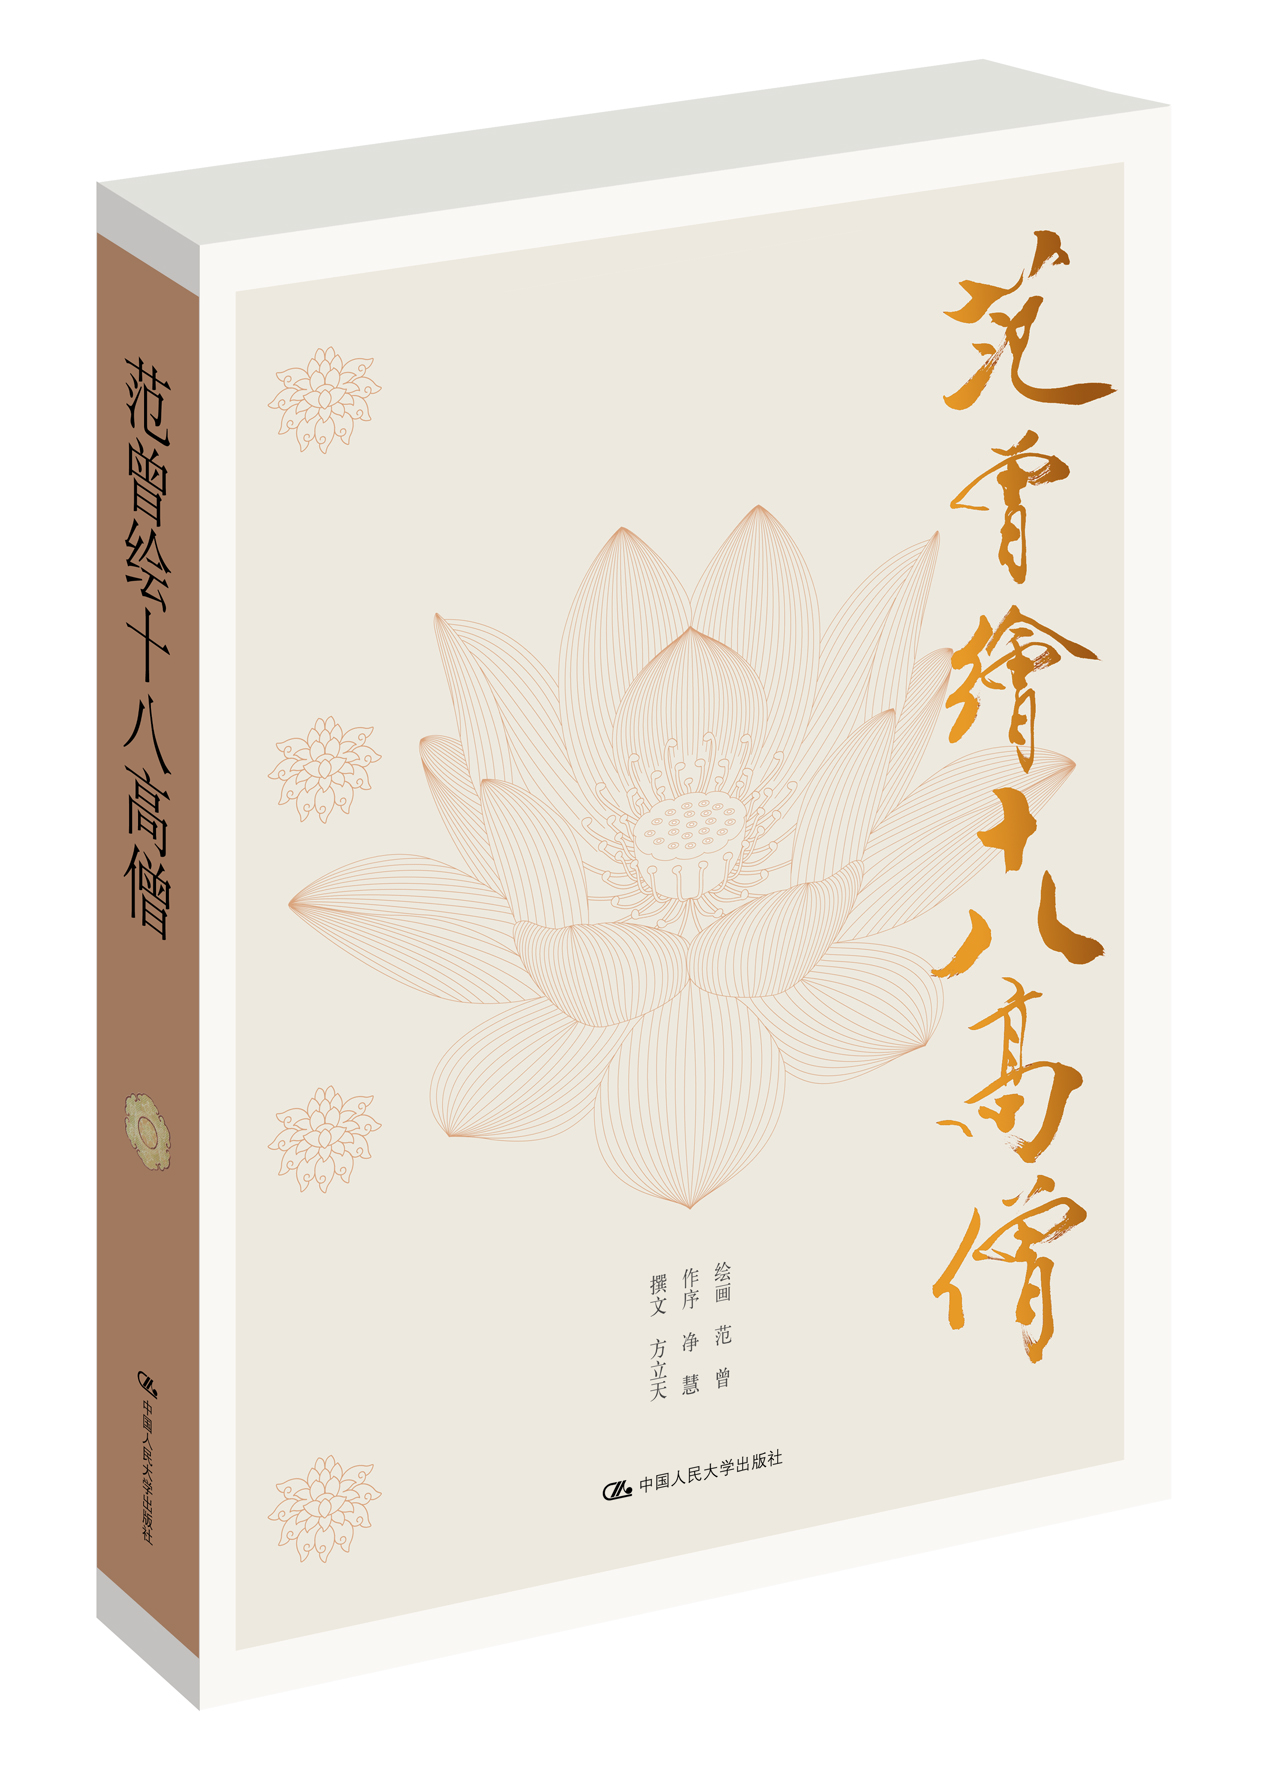 范曾绘十八高僧
中国人民大学出版社
范曾繪十八高僧
绘画 范 曾
作序 净 慧
撰文 方立天
中国人民大学出版社